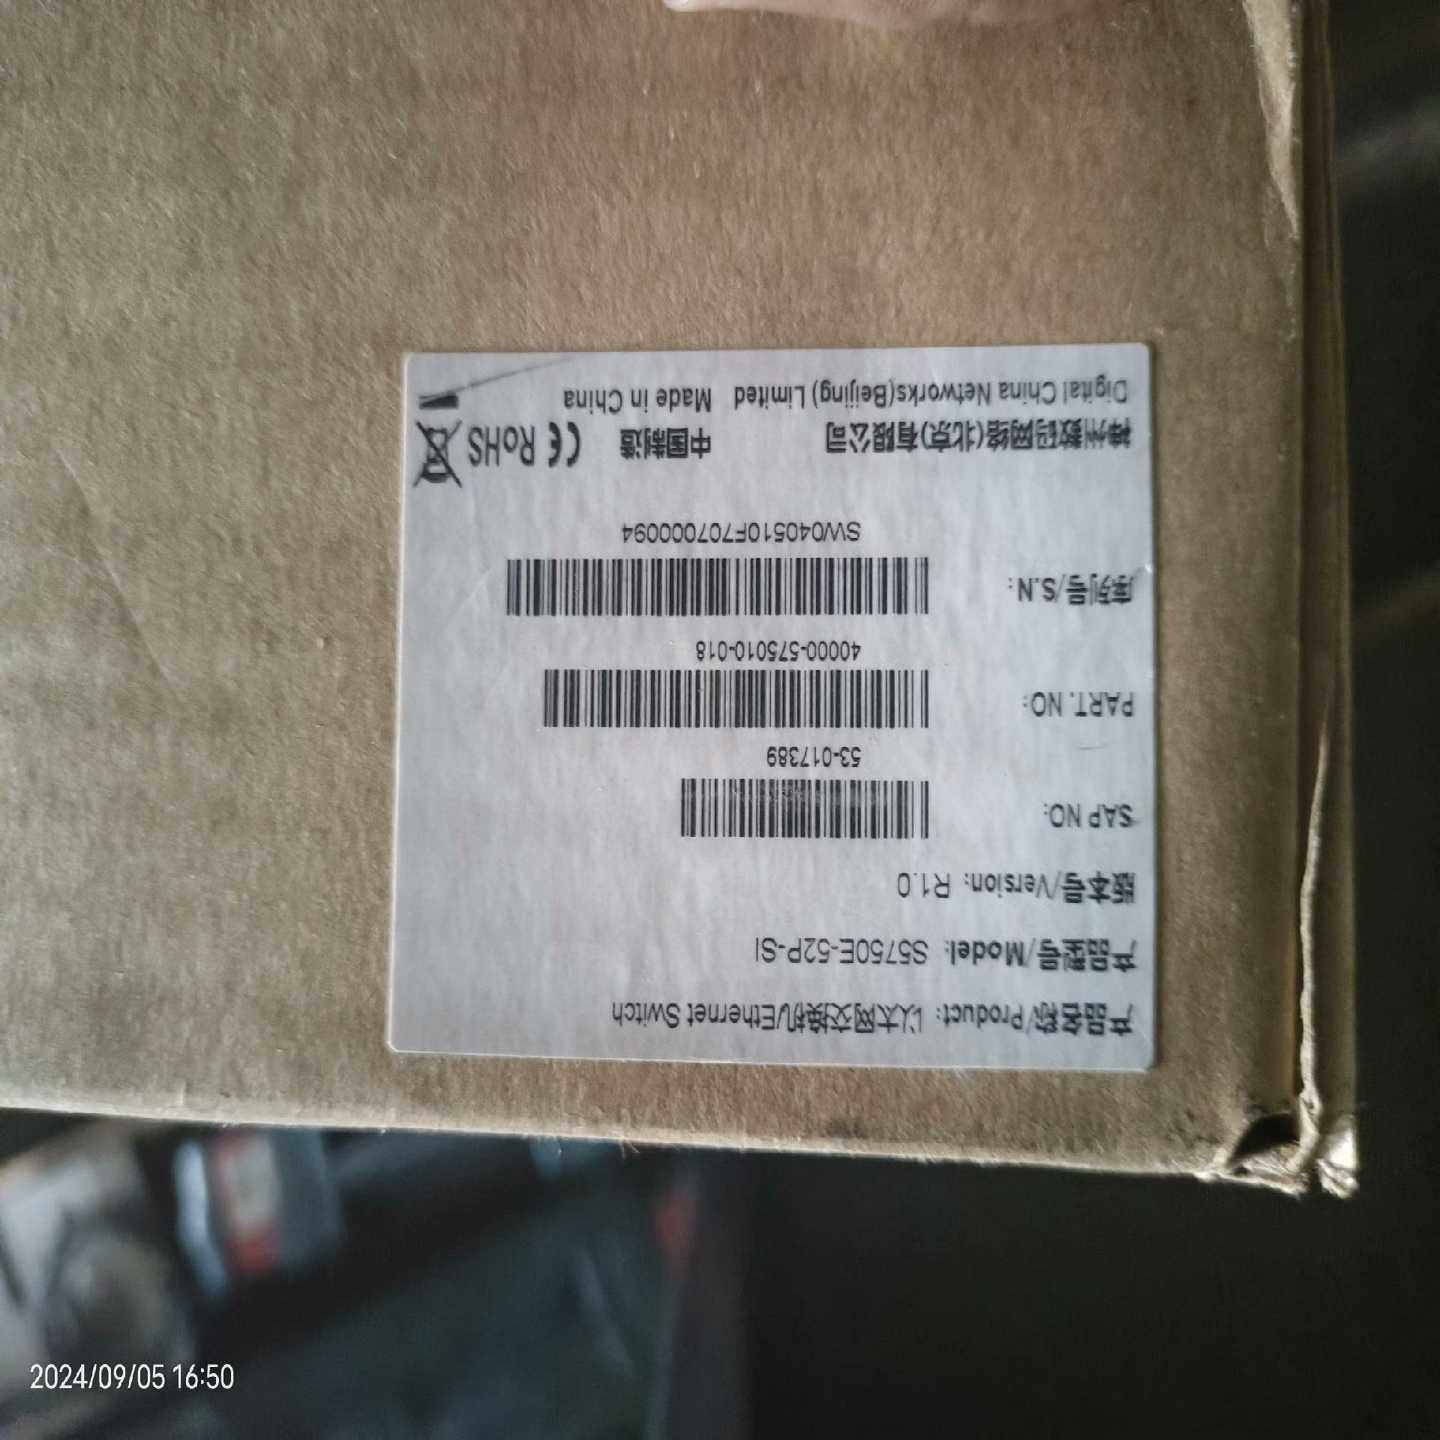 产品名称/Product: 以太网交换机/Ethernet Switch
产品型号/Model: S5750E-52P-SI
版本号/Version: R1.0
SAP NO:
53-017389
PART. NO:
40000-575010-018
序列号/S.N:
SW040510F707000094
神州数码网络(北京)有限公司 中国制造 CE RoHS
Digital China Networks(Beijing) Limited Made in China
2024/09/05 16:50